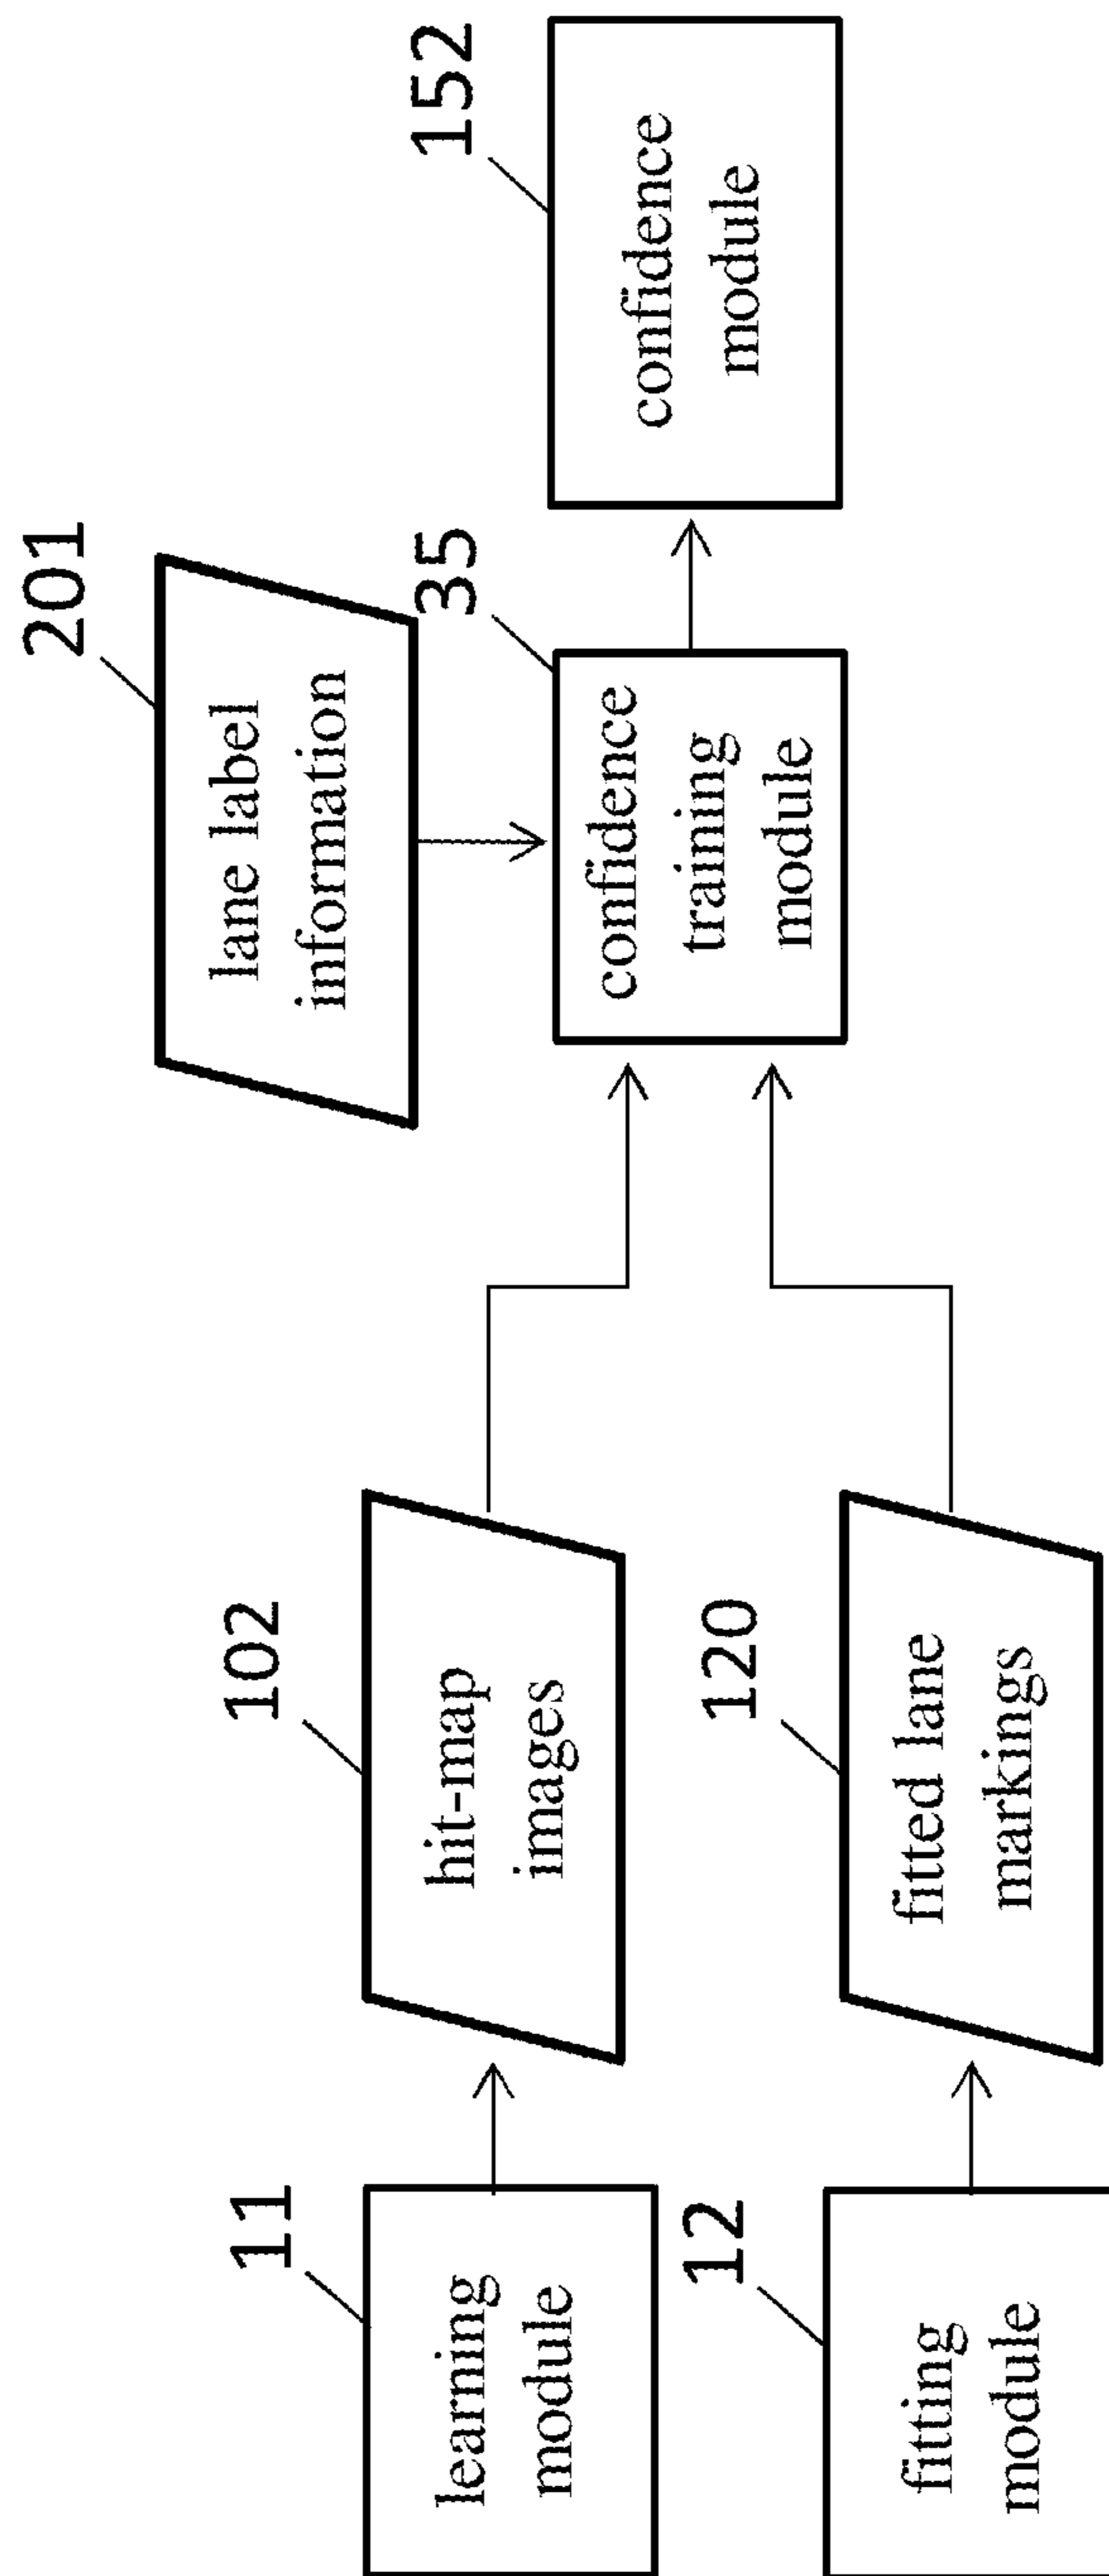 201
lane label
information
11
learning
module
102
hit-map
images
35
confidence
training
module
152
confidence
module
12
fitting
module
120
fitted lane
markings